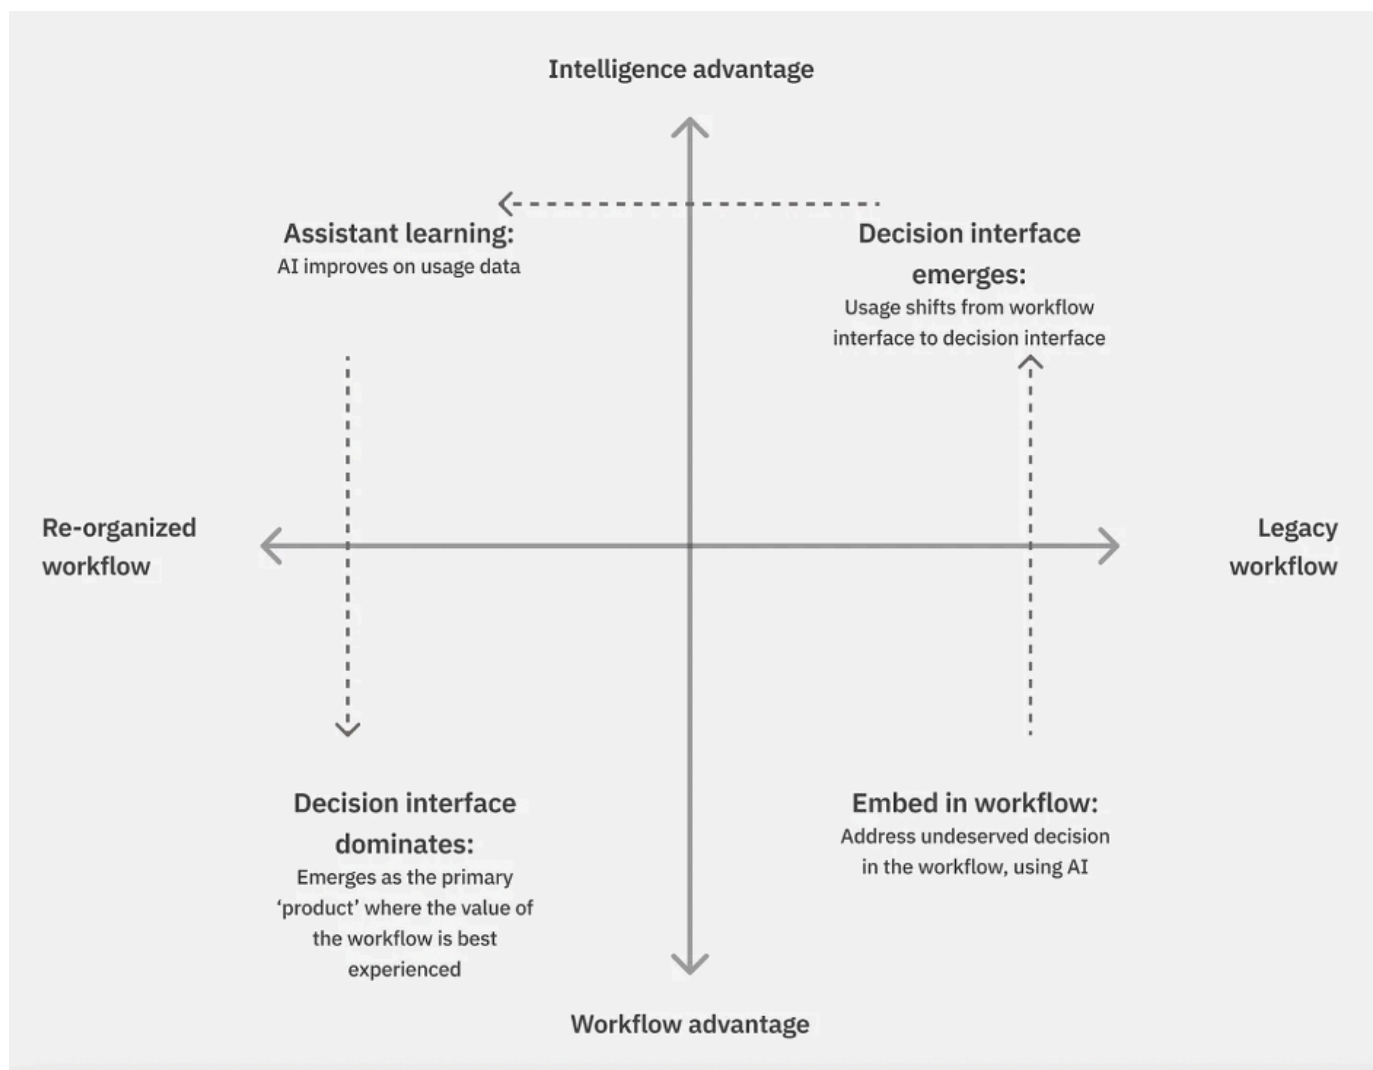 Intelligence advantage
Assistant learning:
AI improves on usage data
Decision interface
emerges:
Usage shifts from workflow
interface to decision interface
Re-organized
workflow
Legacy
workflow
Decision interface
dominates:
Emerges as the primary
‘product’ where the value of
the workflow is best
experienced
Embed in workflow:
Address undeserved decision
in the workflow, using AI
Workflow advantage